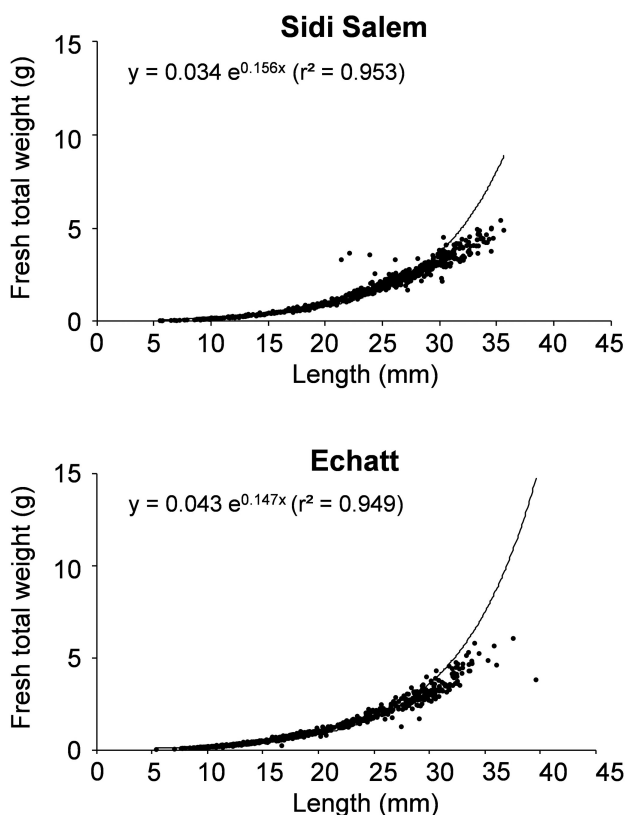 Sidi Salem
y = 0.034 e^0.156x (r² = 0.953)
Fresh total weight (g)
15
10
5
0
0 5 10 15 20 25 30 35 40 45
Length (mm)
Echatt
y = 0.043 e^0.147x (r² = 0.949)
Fresh total weight (g)
15
10
5
0
0 5 10 15 20 25 30 35 40 45
Length (mm)